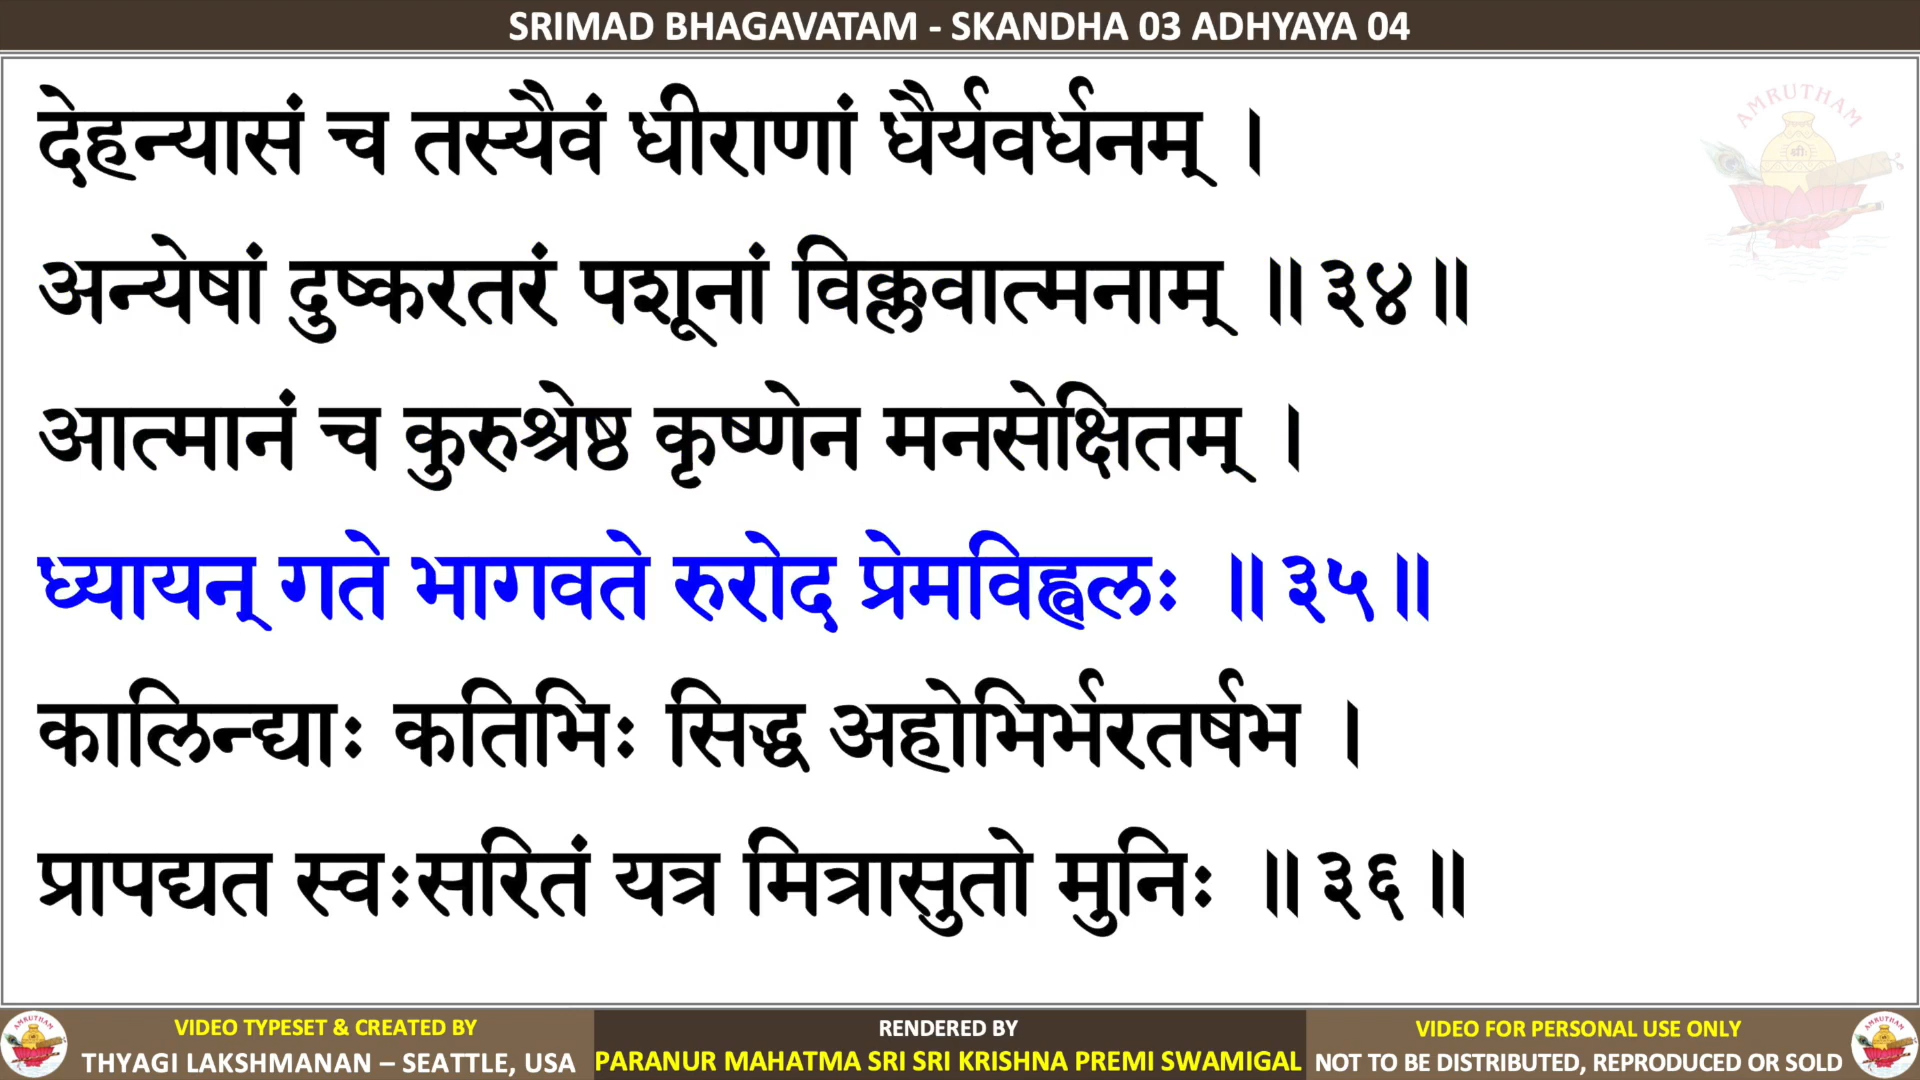 SRIMAD BHAGAVATAM - SKANDHA 03 ADHYAYA 04
देहन्यासं च तस्यैवं धीराणां धैर्यवर्धनम् ।
अन्येषां दुष्करतरं पशूनां विक्लवात्मनाम् ॥३४॥
आत्मानं च कुरुश्रेष्ठ कृष्णेन मनसेक्षितम् ।
ध्यायन् गते भागवते रुरोद प्रेमविह्वलः ॥३५॥
कालिन्द्याः कतिभिः सिद्ध अहोभिर्भरतर्षभ ।
प्रापद्यत स्वःसरितं यत्र मित्रासुतो मुनिः ॥३६॥
AMRUTHAM
VIDEO TYPESET & CREATED BY
THYAGI LAKSHMANAN – SEATTLE, USA
RENDERED BY
PARANUR MAHATMA SRI SRI KRISHNA PREMI SWAMIGAL
VIDEO FOR PERSONAL USE ONLY
NOT TO BE DISTRIBUTED, REPRODUCED OR SOLD